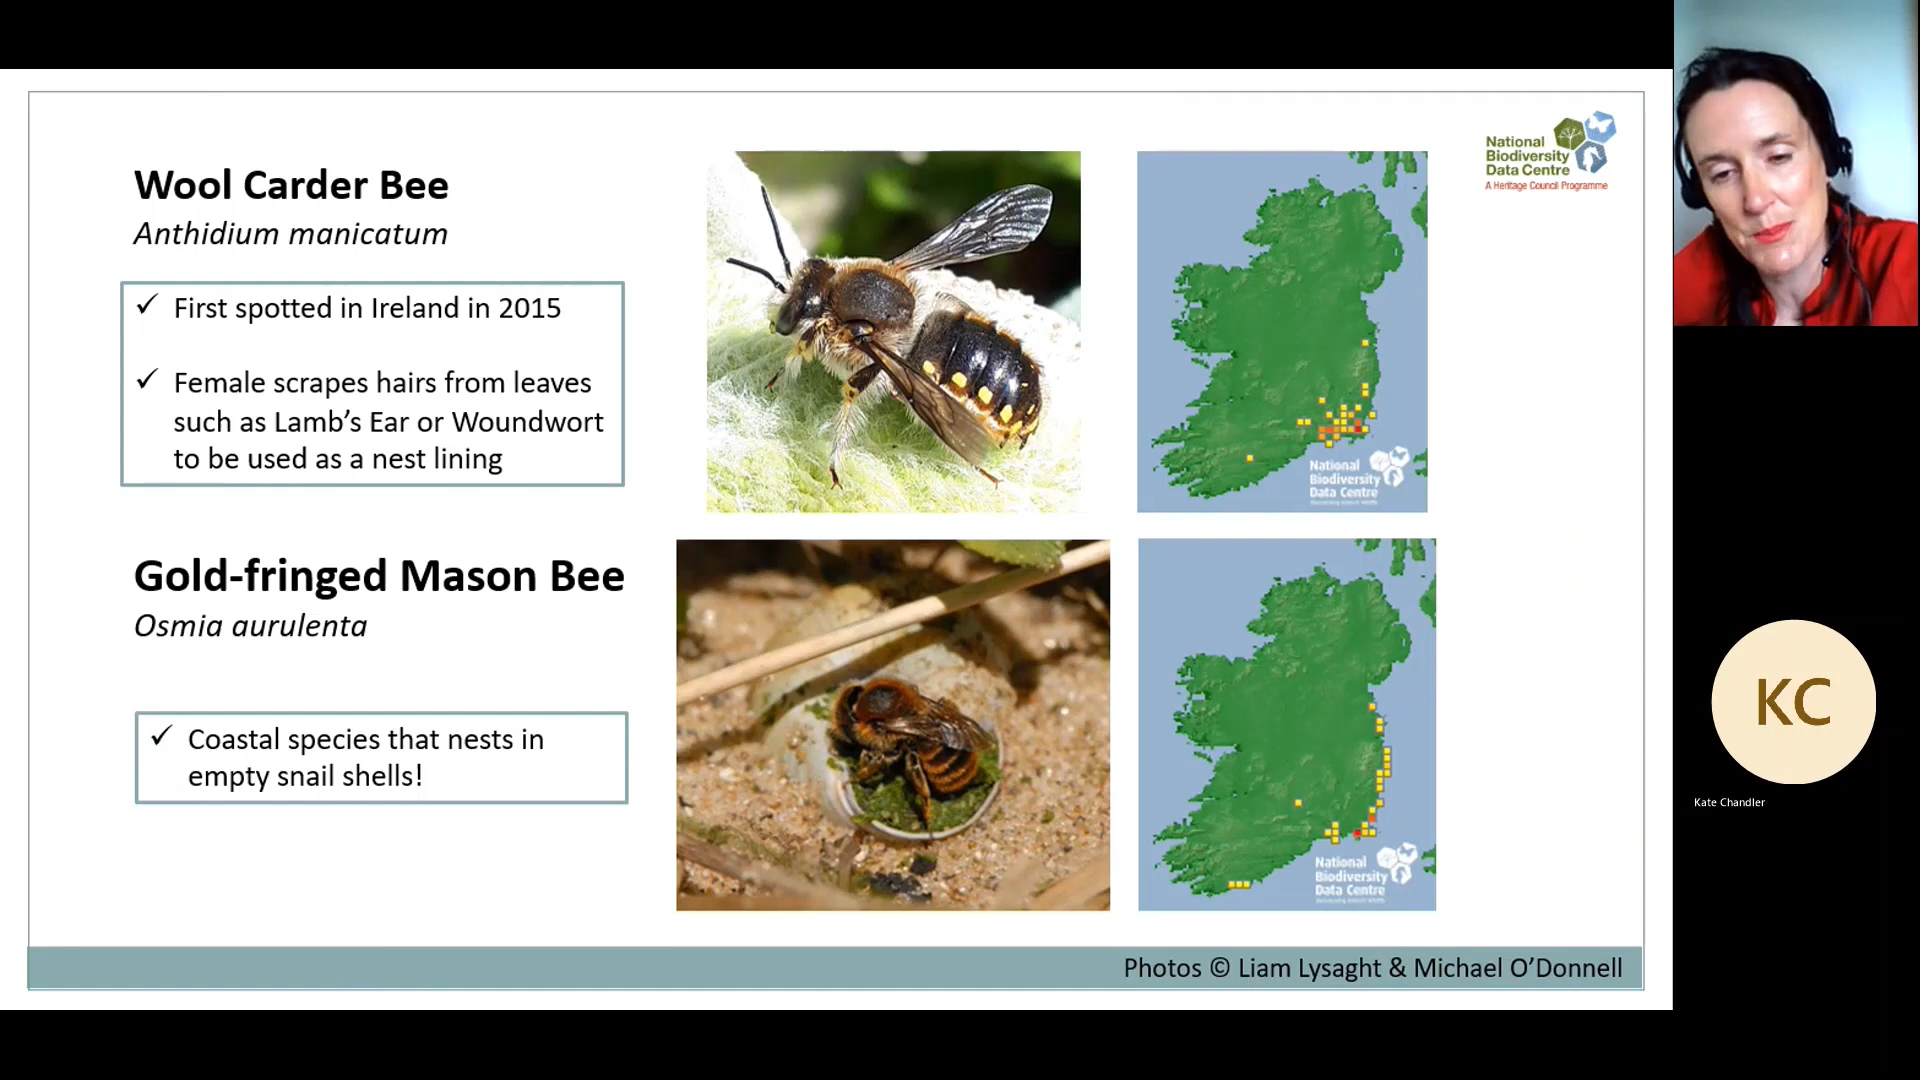 Wool Carder Bee
Anthidium manicatum
✓ First spotted in Ireland in 2015
✓ Female scrapes hairs from leaves
such as Lamb's Ear or Woundwort
to be used as a nest lining
National
Biodiversity
Data Centre
A Heritage Council Programme
National
Biodiversity
Data Centre
Gold-fringed Mason Bee
Osmia aurulenta
✓ Coastal species that nests in
empty snail shells!
National
Biodiversity
Data Centre
Photos © Liam Lysaght & Michael O'Donnell
KC
Kate Chandler